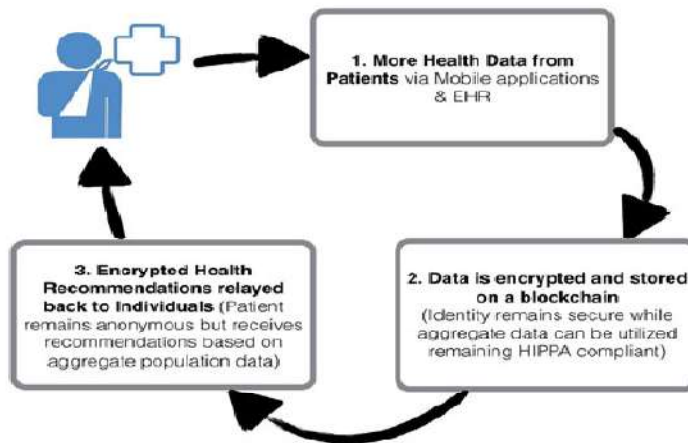 1. More Health Data from
Patients via Mobile applications
& EHR
2. Data is encrypted and stored
on a blockchain
(Identity remains secure while
aggregate data can be utilized
remaining HIPPA compliant)
3. Encrypted Health
Recommendations relayed
back to Individuals (Patient
remains anonymous but receives
recommendations based on
aggregate population data)